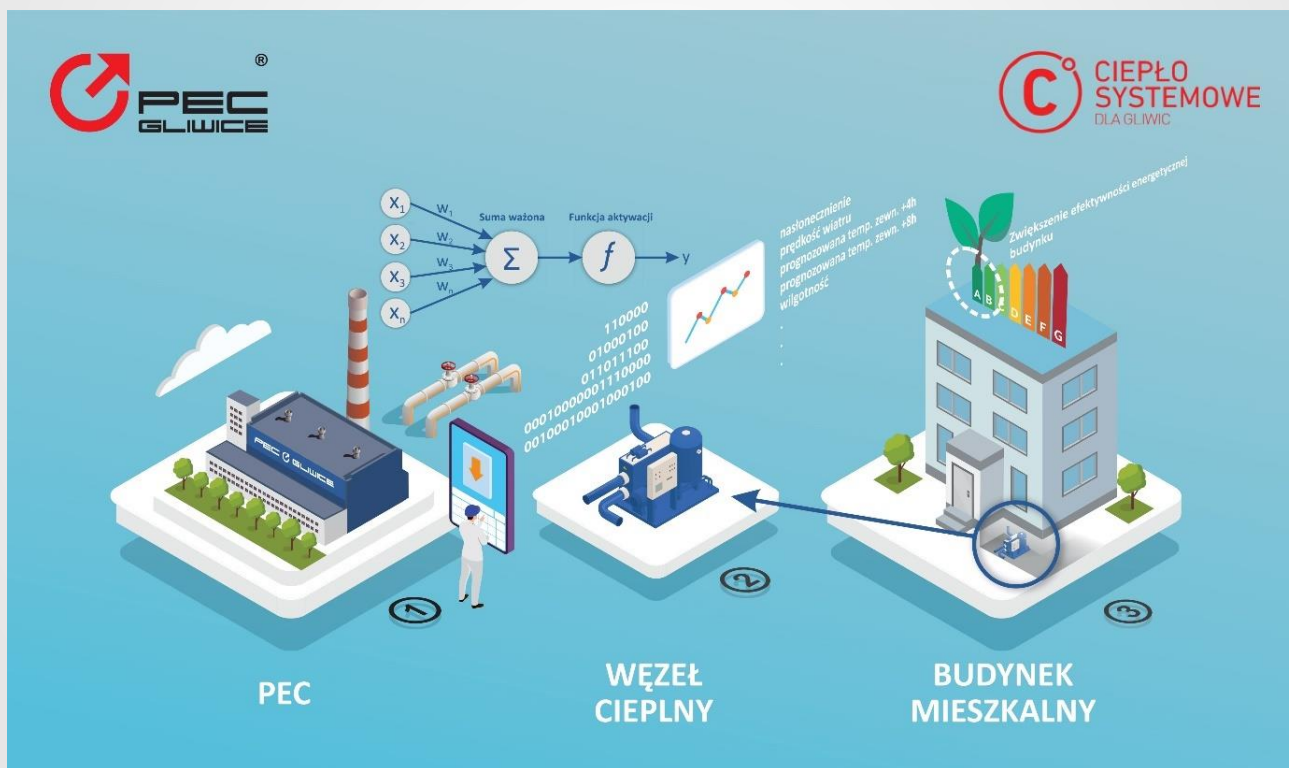 ®
PEC
GLIWICE
C°
CIEPŁO
SYSTEMOWE
DLA GLIWIC
X1
X2
X3
Xn
W1
W2
W3
Wn
Suma ważona
Σ
Funkcja aktywacji
f
y
110000
01000100
011011100
00010000001110000
00100010001000100
nasłonecznienie
prędkość wiatru
prognozowana temp. zewn. +4h
prognozowana temp. zewn. +8h
wilgotność
.
.
.
Zwiększenie efektywności energetycznej
budynku
A
B
C
D
E
F
G
PEC GLIWICE
1
2
3
PEC
WĘZEŁ
CIEPLNY
BUDYNEK
MIESZKALNY